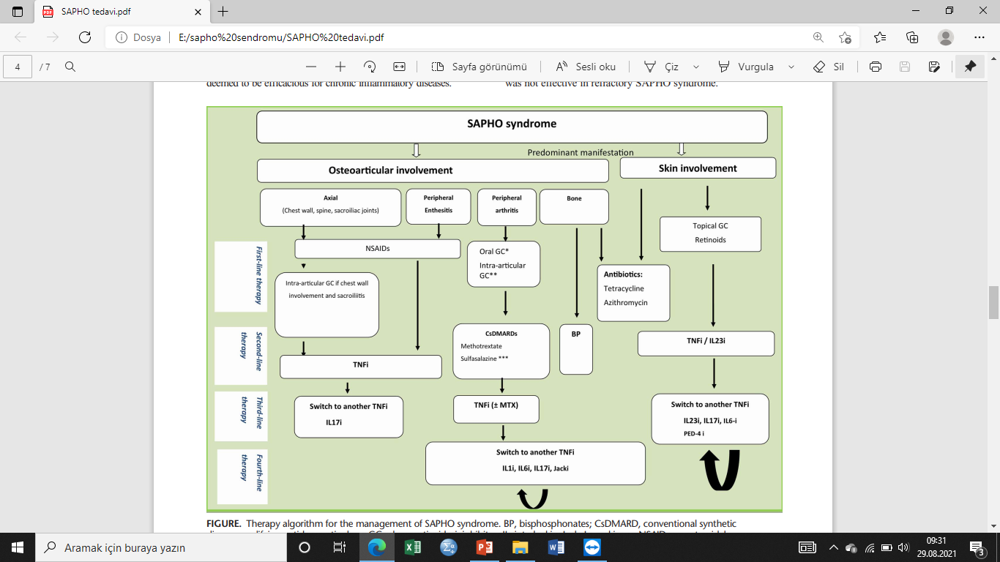 SAPHO tedavi.pdf
Dosya
E:/sapho%20sendromu/SAPHO%20tedavi.pdf
4
/ 7
Sayfa görünümü
Sesli oku
Çiz
Vurgula
Sil
deemed to be efficacious for chronic inflammatory diseases.
was not effective in refractory SAPHO syndrome.
SAPHO syndrome
Predominant manifestation
Osteoarticular involvement
Skin involvement
Axial
(Chest wall, spine, sacroiliac joints)
Peripheral
Enthesitis
Peripheral
arthritis
Bone
Topical GC
Retinoids
First-line therapy
NSAIDs
Oral GC*
Intra-articular
GC**
Intra-articular GC if chest wall
involvement and sacroiliitis
Antibiotics:
Tetracycline
Azithromycin
Second-line
therapy
TNFi
CsDMARDs
Methotrextate
Sulfasalazine ***
BP
TNFi / IL23i
Third-line
therapy
Switch to another TNFi
IL17i
TNFi (± MTX)
Switch to another TNFi
IL23i, IL17i, IL6-i
PED-4 i
Fourth-line
therapy
Switch to another TNFi
IL1i, IL6i, IL17i, Jacki
FIGURE. Therapy algorithm for the management of SAPHO syndrome. BP, bisphosphonates; CsDMARD, conventional synthetic
Aramak için buraya yazın
09:31
29.08.2021
3